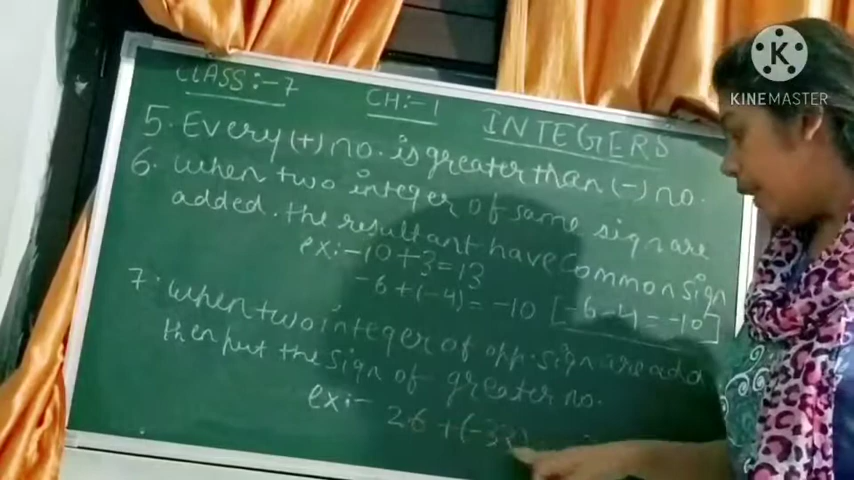 CLASS :- 7
CH:- 1
INTEGERS
5. Every (+) no. is greater than (-) no.
6. When two integer of same sign are
added. the resultant have common sign
ex:- 10 + 3 = 13
-6 + (-4) = -10 [-6-4 = -10]
7. When two integer of opp. sign are add
then put the sign of greater no.
ex:- 26 + (-33)
KINEMASTER